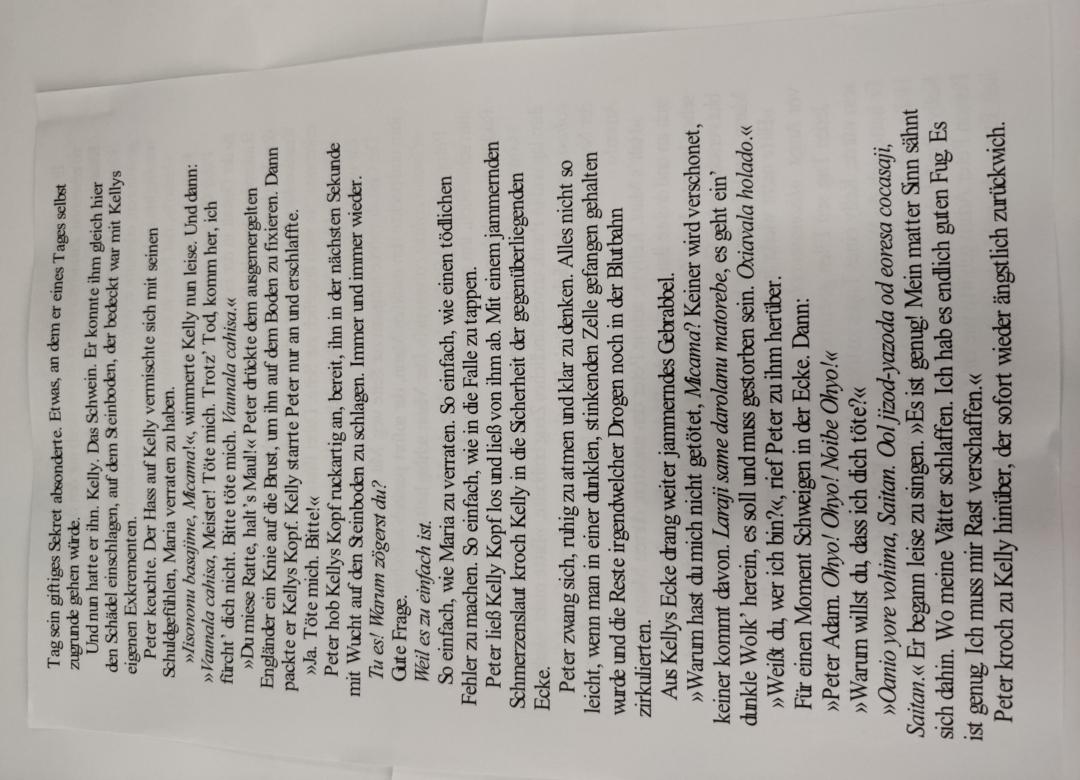 Tag sein giftiges Sekret absonderte. Etwas, an dem er eines Tages selbst
zugrunde gehen würde.
Und nun hatte er ihn. Kelly. Das Schwein. Er konnte ihm gleich hier
den Schädel einschlagen, auf dem Steinboden, der bedeckt war mit Kellys
eigenen Exkrementen.
Peter keuchte. Der Hass auf Kelly vermischte sich mit seinen
Schuldgefühlen, Maria verraten zu haben.
»Iisononu basajime, Micama!«, wimmerte Kelly nun leise. Und dann:
»Vaunala cahisa, Meister! Töte mich. Trotz’ Tod, komm her, ich
fürcht’ dich nicht. Bitte töte mich. Vaunala cahisa.«
»Du miese Ratte, halt’s Maul!« Peter drückte dem ausgemergelten
Engländer ein Knie auf die Brust, um ihn auf dem Boden zu fixieren. Dann
packte er Kellys Kopf. Kelly starrte Peter nur an und erschlaffte.
»Ja. Töte mich. Bitte!«
Peter hob Kellys Kopf ruckartig an, bereit, ihn in der nächsten Sekunde
mit Wucht auf den Steinboden zu schlagen. Immer und immer wieder.
Tu es! Warum zögerst du?
Gute Frage.
Weil es zu einfach ist.
So einfach, wie Maria zu verraten. So einfach, wie einen tödlichen
Fehler zu machen. So einfach, wie in die Falle zu tappen.
Peter ließ Kelly Kopf los und ließ von ihm ab. Mit einem jammernden
Schmerzenslaut kroch Kelly in die Sicherheit der gegenüberliegenden
Ecke.
Peter zwang sich, ruhig zu atmen und klar zu denken. Alles nicht so
leicht, wenn man in einer dunklen, stinkenden Zelle gefangen gehalten
wurde und die Reste irgendwelcher Drogen noch in der Blutbahn
zirkulierten.
Aus Kellys Ecke drang weiter jammerndes Gebrabbel.
»Warum hast du mich nicht getötet, Micama? Keiner wird verschonet,
keiner kommt davon. Laraji same darolanu matorebe, es geht ein’
dunkle Wolk’ herein, es soll und muss gestorben sein. Oxiavala holado.«
»Weißt du, wer ich bin?«, rief Peter zu ihm herüber.
Für einen Moment Schweigen in der Ecke. Dann:
»Peter Adam. Ohyo! Ohyo! Noibe Ohyo!«
»Warum willst du, dass ich dich töte?«
»Oanio yore vohima, Saitan. Ool jizod-yazoda od eoresa cocasaji,
Saitan.« Er begann leise zu singen. »Es ist genug! Mein matter Sinn sähnt
sich dahin. Wo meine Vätter schlaffen. Ich hab es endlich guten Fug. Es
ist genug. Ich muss mir Rast verschaffen.«
Peter kroch zu Kelly hinüber, der sofort wieder ängstlich zurückwich.